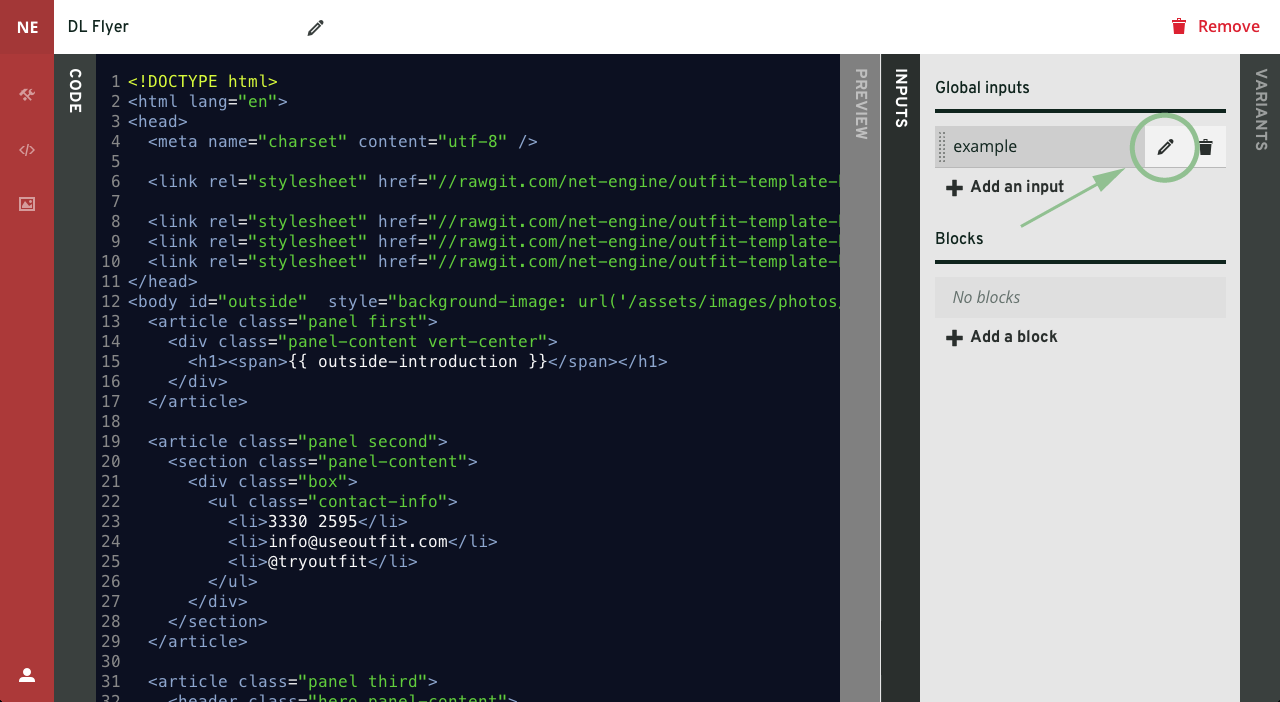 NE
DL Flyer
Remove
CODE
1 <!DOCTYPE html>
2 <html lang="en">
3 <head>
4   <meta name="charset" content="utf-8" />
5
6   <link rel="stylesheet" href="//rawgit.com/net-engine/outfit-template-
7
8   <link rel="stylesheet" href="//rawgit.com/net-engine/outfit-template-
9   <link rel="stylesheet" href="//rawgit.com/net-engine/outfit-template-
10   <link rel="stylesheet" href="//rawgit.com/net-engine/outfit-template-
11 </head>
12 <body id="outside"  style="background-image: url('/assets/images/photos
13   <article class="panel first">
14     <div class="panel-content vert-center">
15       <h1><span>{{ outside-introduction }}</span></h1>
16     </div>
17   </article>
18
19   <article class="panel second">
20     <section class="panel-content">
21       <div class="box">
22         <ul class="contact-info">
23           <li>3330 2595</li>
24           <li>info@useoutfit.com</li>
25           <li>@tryoutfit</li>
26         </ul>
27       </div>
28     </section>
29   </article>
30
31   <article class="panel third">
32     <header class="hero panel-content">
PREVIEW
INPUTS
Global inputs
example
Add an input
Blocks
No blocks
Add a block
VARIANTS